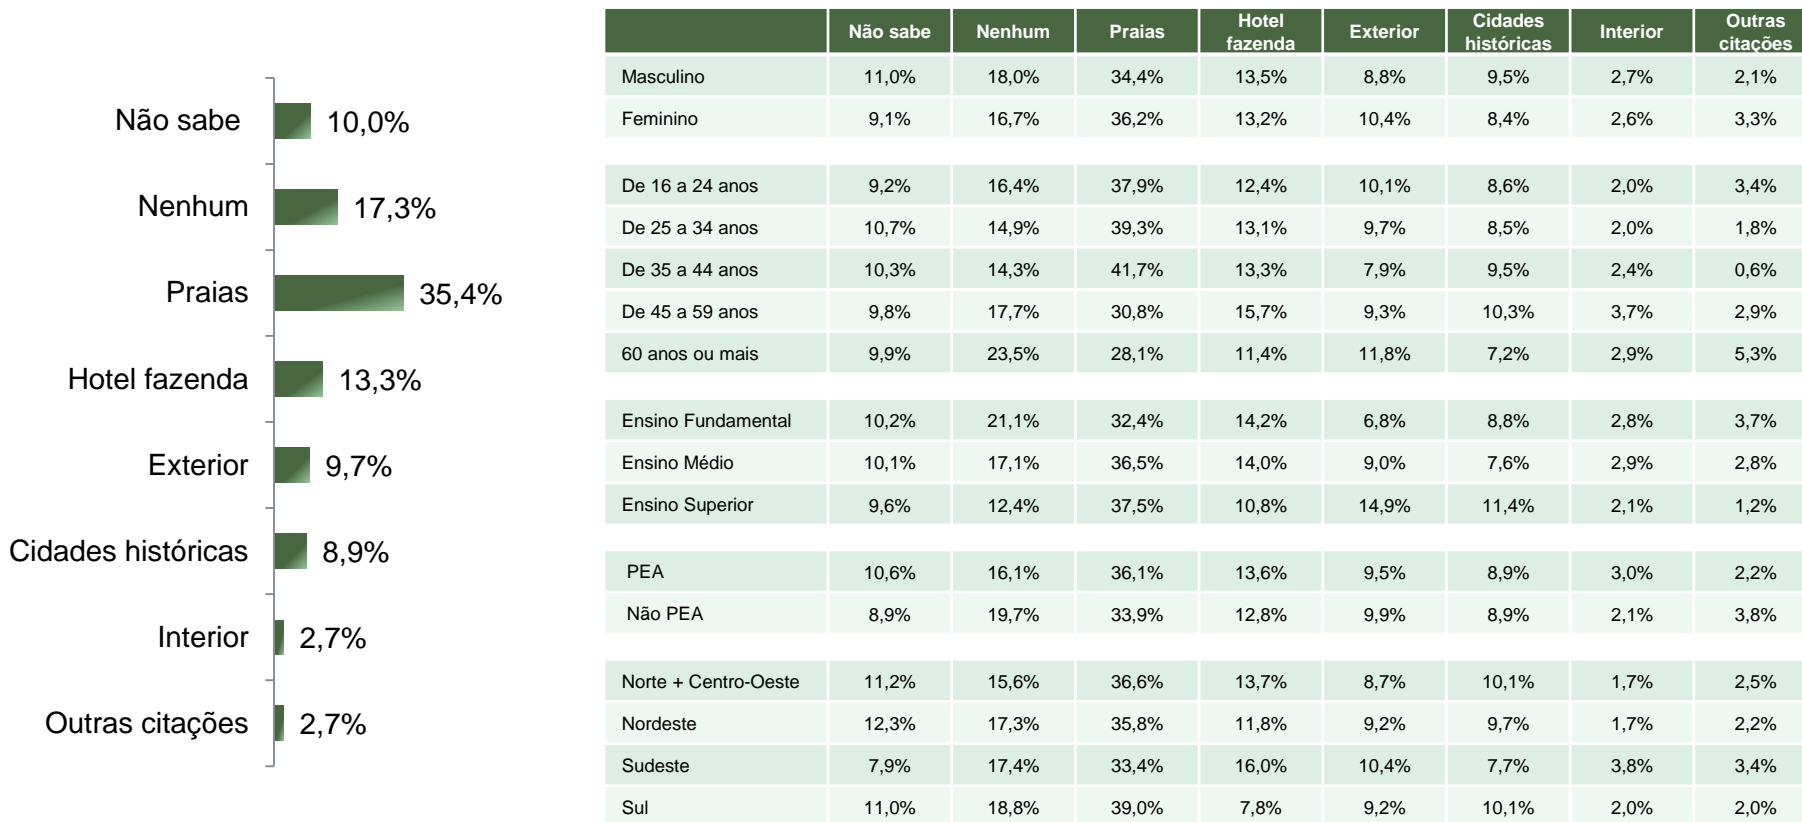 Não sabe 10,0%
Nenhum 17,3%
Praias 35,4%
Hotel fazenda 13,3%
Exterior 9,7%
Cidades históricas 8,9%
Interior 2,7%
Outras citações 2,7%
Não sabe Nenhum Praias Hotel fazenda Exterior Cidades históricas Interior Outras citações
Masculino 11,0% 18,0% 34,4% 13,5% 8,8% 9,5% 2,7% 2,1%
Feminino 9,1% 16,7% 36,2% 13,2% 10,4% 8,4% 2,6% 3,3%
De 16 a 24 anos 9,2% 16,4% 37,9% 12,4% 10,1% 8,6% 2,0% 3,4%
De 25 a 34 anos 10,7% 14,9% 39,3% 13,1% 9,7% 8,5% 2,0% 1,8%
De 35 a 44 anos 10,3% 14,3% 41,7% 13,3% 7,9% 9,5% 2,4% 0,6%
De 45 a 59 anos 9,8% 17,7% 30,8% 15,7% 9,3% 10,3% 3,7% 2,9%
60 anos ou mais 9,9% 23,5% 28,1% 11,4% 11,8% 7,2% 2,9% 5,3%
Ensino Fundamental 10,2% 21,1% 32,4% 14,2% 6,8% 8,8% 2,8% 3,7%
Ensino Médio 10,1% 17,1% 36,5% 14,0% 9,0% 7,6% 2,9% 2,8%
Ensino Superior 9,6% 12,4% 37,5% 10,8% 14,9% 11,4% 2,1% 1,2%
PEA 10,6% 16,1% 36,1% 13,6% 9,5% 8,9% 3,0% 2,2%
Não PEA 8,9% 19,7% 33,9% 12,8% 9,9% 8,9% 2,1% 3,8%
Norte + Centro-Oeste 11,2% 15,6% 36,6% 13,7% 8,7% 10,1% 1,7% 2,5%
Nordeste 12,3% 17,3% 35,8% 11,8% 9,2% 9,7% 1,7% 2,2%
Sudeste 7,9% 17,4% 33,4% 16,0% 10,4% 7,7% 3,8% 3,4%
Sul 11,0% 18,8% 39,0% 7,8% 9,2% 10,1% 2,0% 2,0%